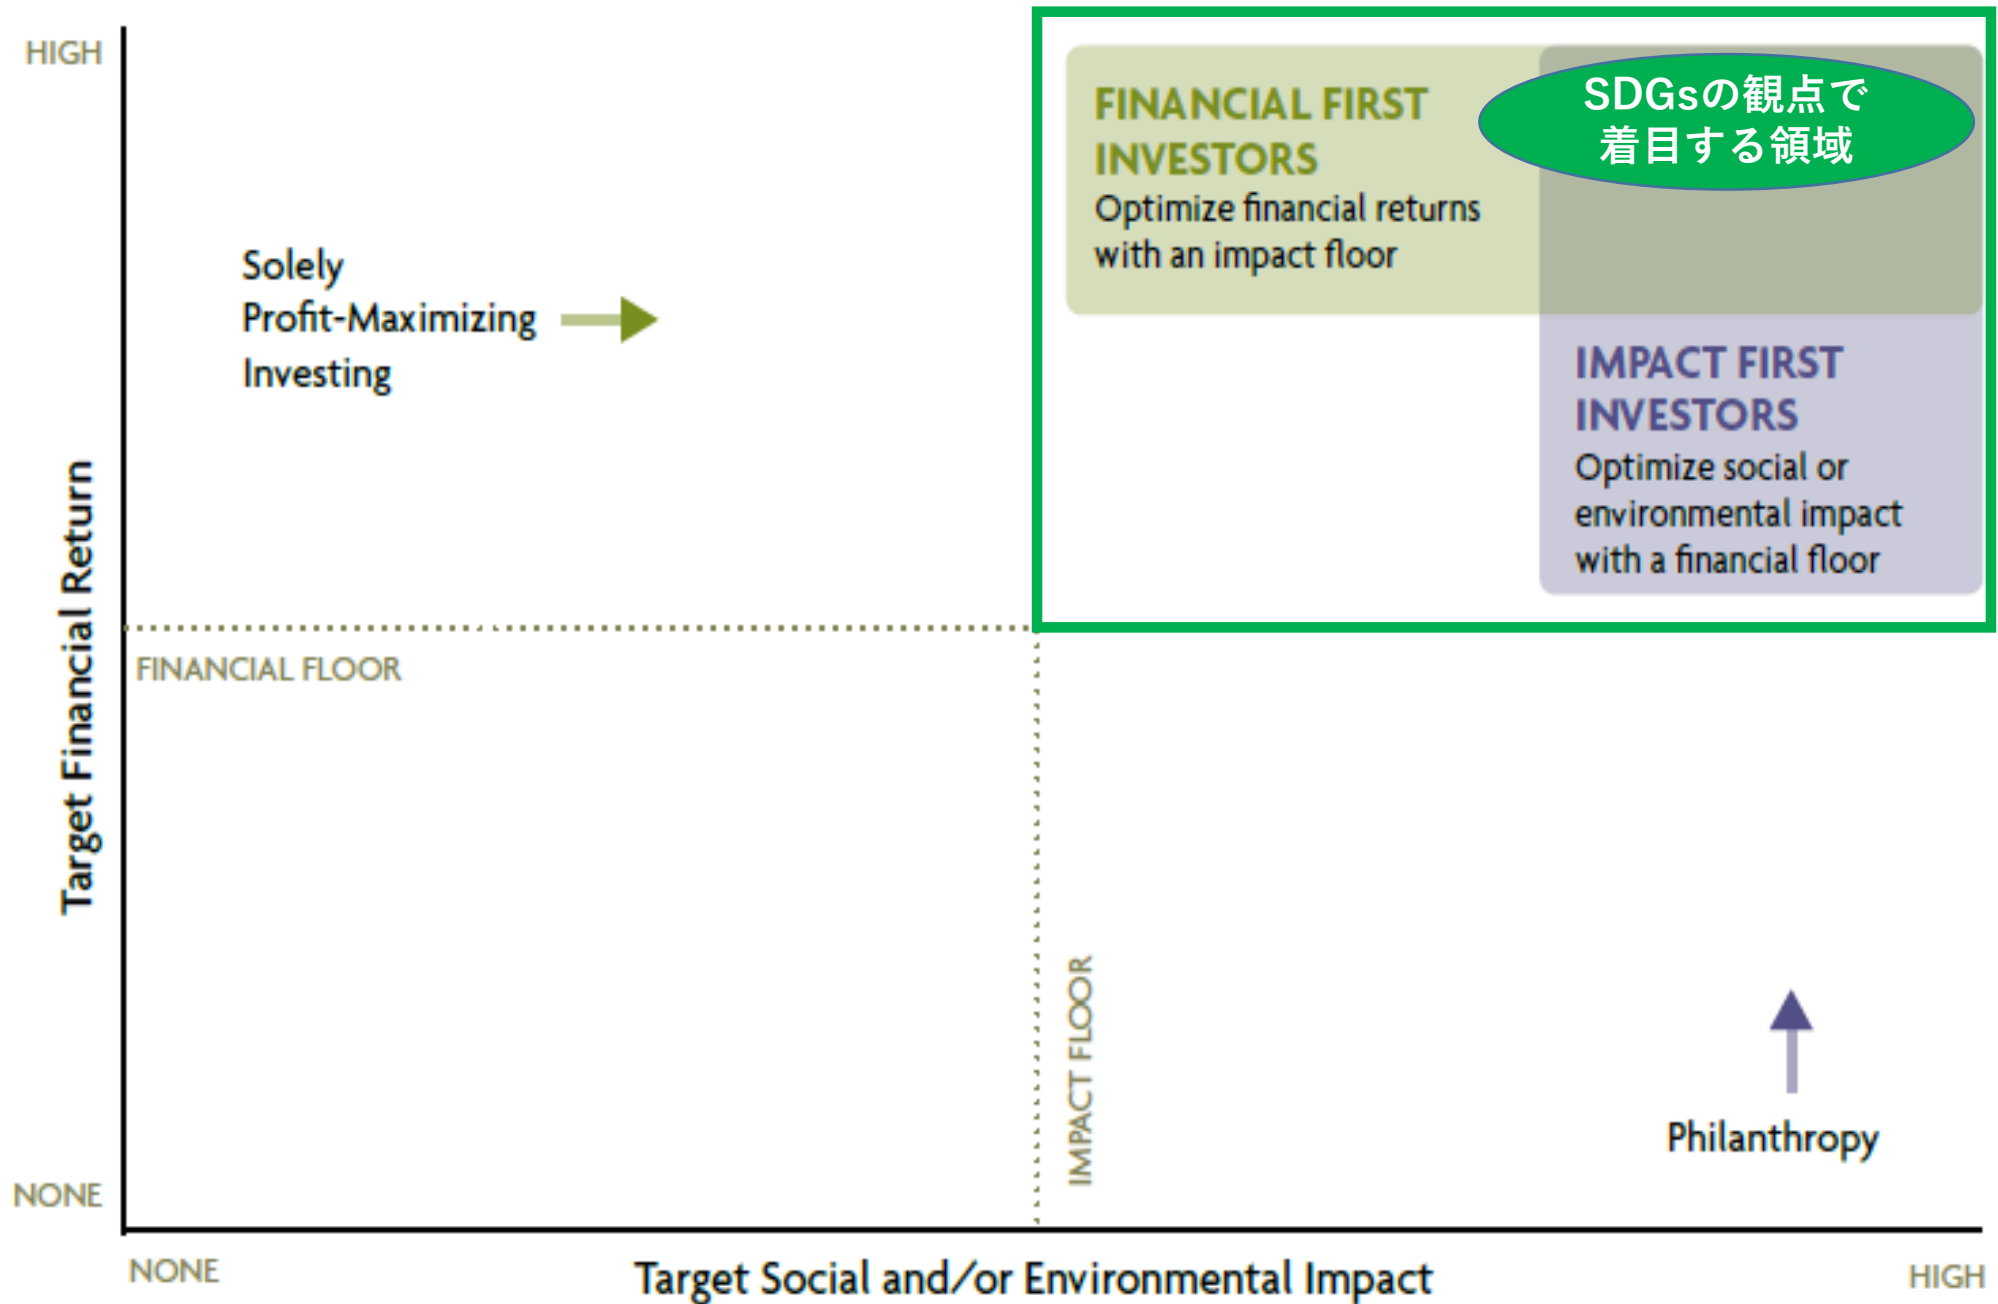 HIGH
FINANCIAL FIRST
INVESTORS
Optimize financial returns
with an impact floor
SDGsの観点で
着目する領域
Solely
Profit-Maximizing
Investing
IMPACT FIRST
INVESTORS
Optimize social or
environmental impact
with a financial floor
Target Financial Return
FINANCIAL FLOOR
IMPACT FLOOR
Philanthropy
NONE
NONE
Target Social and/or Environmental Impact
HIGH